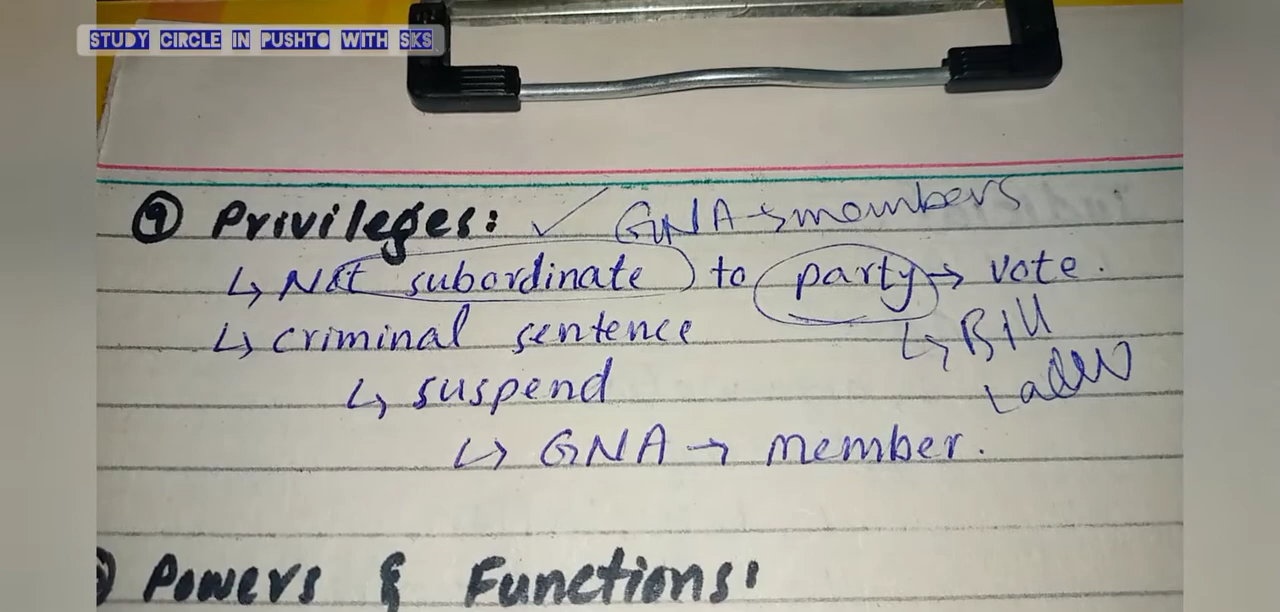 STUDY CIRCLE IN PUSHTO WITH SKS
9 Privileges: ✓ GNA → members
↳ Not subordinate to party → vote.
↳ criminal sentence ↳ Bill
↳ suspend
↳ GNA → member.
Powers & Functions: